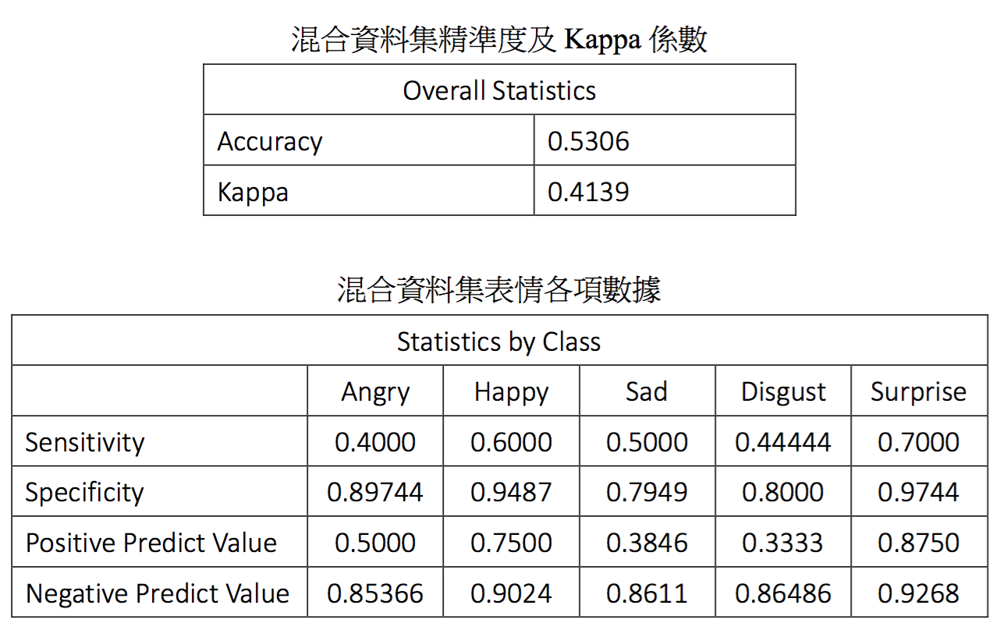 混合資料集精準度及 Kappa 係數
Overall Statistics
Accuracy 0.5306
Kappa 0.4139
混合資料集表情各項數據
Statistics by Class
Angry Happy Sad Disgust Surprise
Sensitivity 0.4000 0.6000 0.5000 0.44444 0.7000
Specificity 0.89744 0.9487 0.7949 0.8000 0.9744
Positive Predict Value 0.5000 0.7500 0.3846 0.3333 0.8750
Negative Predict Value 0.85366 0.9024 0.8611 0.86486 0.9268